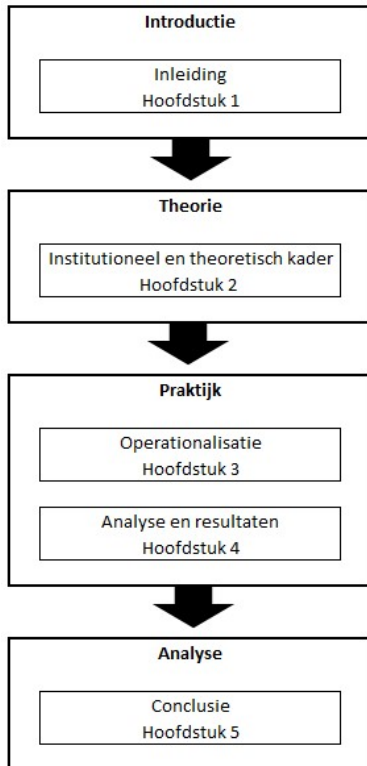 Introductie
Inleiding
Hoofdstuk 1
Theorie
Institutioneel en theoretisch kader
Hoofdstuk 2
Praktijk
Operationalisatie
Hoofdstuk 3
Analyse en resultaten
Hoofdstuk 4
Analyse
Conclusie
Hoofdstuk 5